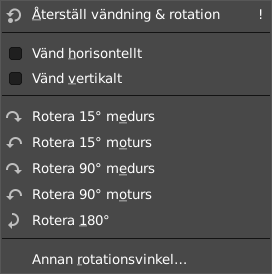 Återställ vändning & rotation !
Vänd horisontellt
Vänd vertikalt
Rotera 15° medurs
Rotera 15° moturs
Rotera 90° medurs
Rotera 90° moturs
Rotera 180°
Annan rotationsvinkel...